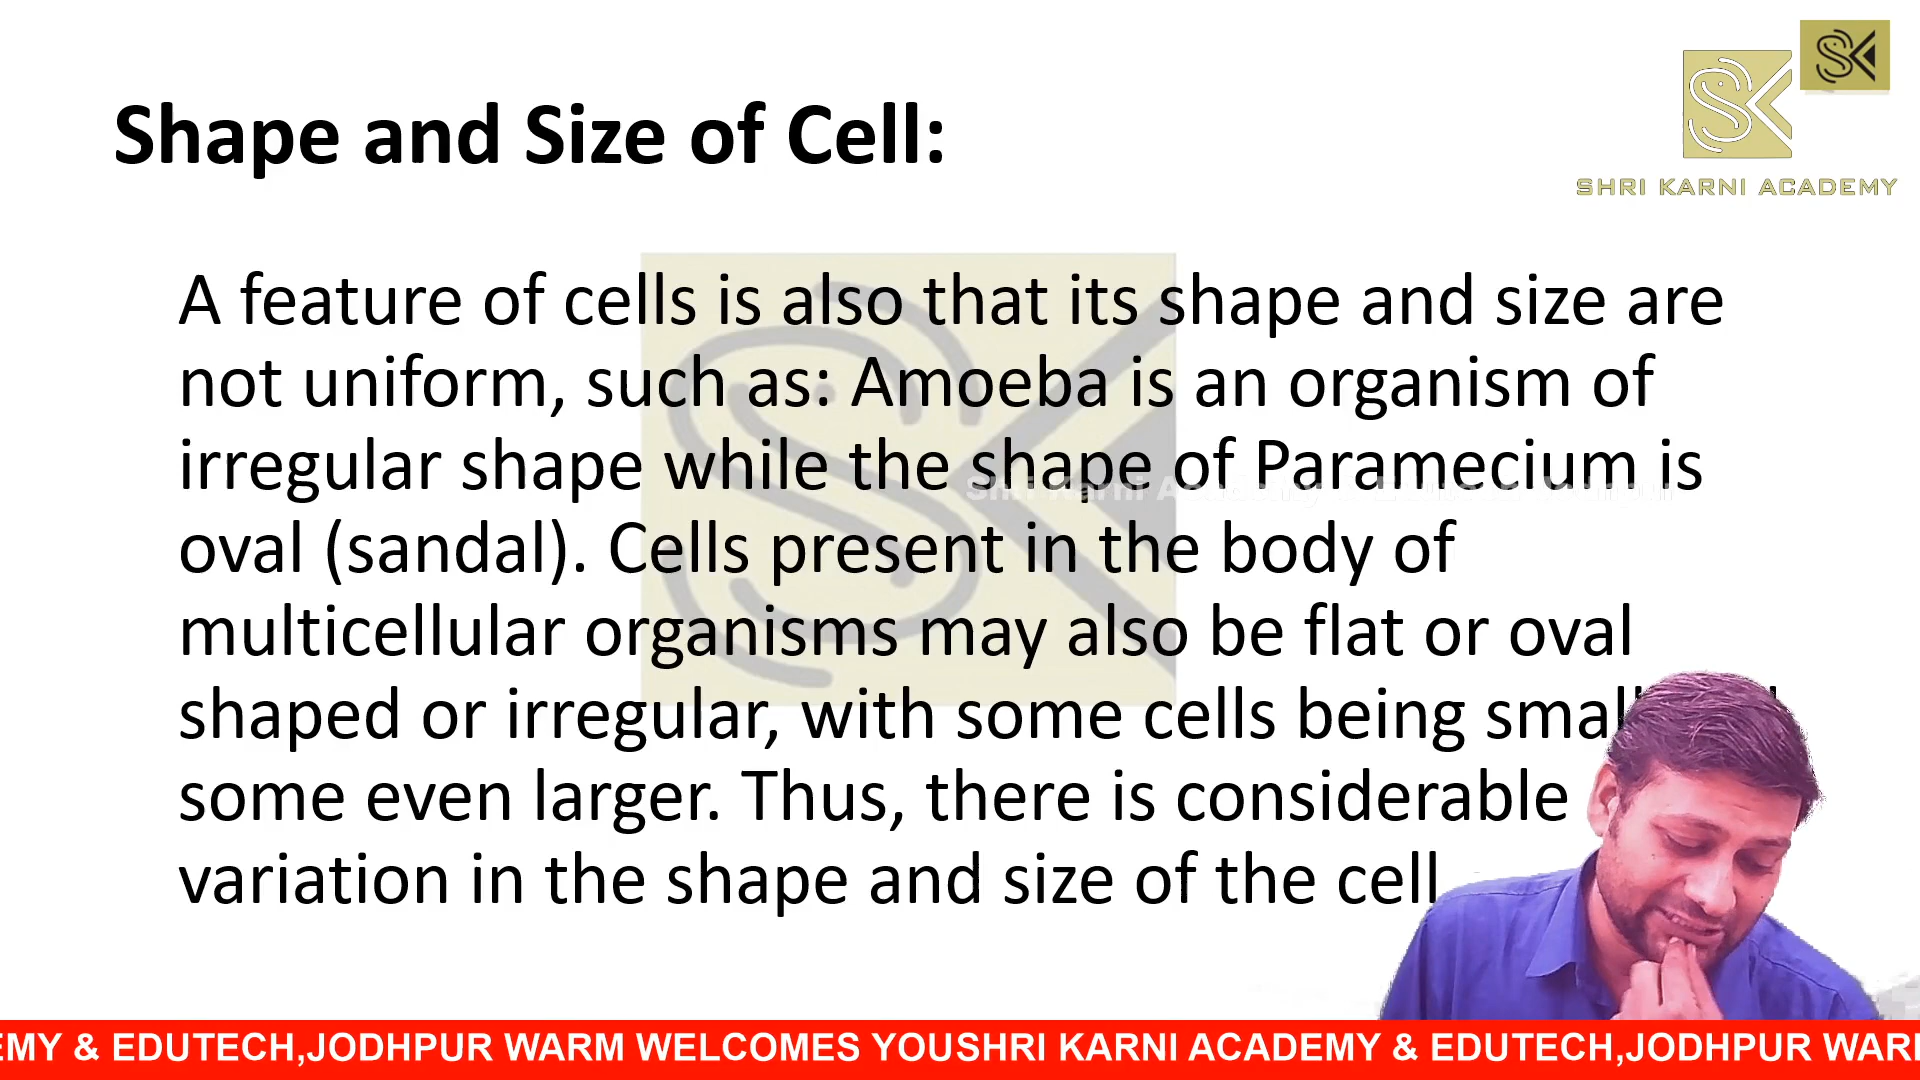 Shape and Size of Cell:
SHRI KARNI ACADEMY
A feature of cells is also that its shape and size are
not uniform, such as: Amoeba is an organism of
irregular shape while the shape of Paramecium is
oval (sandal). Cells present in the body of
multicellular organisms may also be flat or oval
shaped or irregular, with some cells being
some even larger. Thus, there is considerable
variation in the shape and size of the cell
Shri Karni
EMY & EDUTECH,JODHPUR WARM WELCOMES YOUSHRI KARNI ACADEMY & EDUTECH,JODHPUR